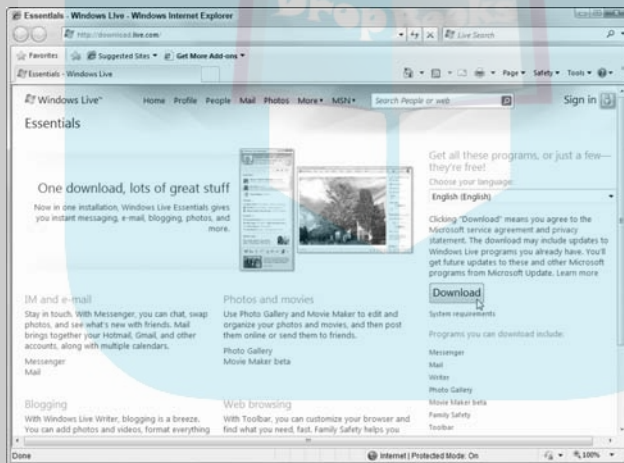 Drop Books
Essentials - Windows Live - Windows Internet Explorer
http://download.live.com/
Live Search
Favorites Suggested Sites Get More Add-ons
Essentials - Windows Live
Page Safety Tools
Windows Live™ Home Profile People Mail Photos More MSN Search People or web Sign in
Essentials
One download, lots of great stuff
Now in one installation, Windows Live Essentials gives
you instant messaging, e-mail, blogging, photos, and
more.
Get all these programs, or just a few—
they're free!
Choose your language:
English (English)
Clicking "Download" means you agree to the
Microsoft service agreement and privacy
statement. The download may include updates to
Windows Live programs you already have. You'll
get future updates to these and other Microsoft
programs from Microsoft Update. Learn more
Download
System requirements
Programs you can download include:
Messenger
Mail
Writer
Photo Gallery
Movie Maker beta
Family Safety
Toolbar
IM and e-mail
Stay in touch. With Messenger, you can chat, swap
photos, and see what's new with friends. Mail
brings together your Hotmail, Gmail, and other
accounts, along with multiple calendars.
Messenger
Mail
Photos and movies
Use Photo Gallery and Movie Maker to edit and
organize your photos and movies, and then post
them online or send them to friends.
Photo Gallery
Movie Maker beta
Blogging
With Windows Live Writer, blogging is a breeze.
You can add photos and videos, format everything
Web browsing
With Toolbar, you can customize your browser and
find what you need, fast. Family Safety helps you
Done Internet | Protected Mode: On 100%